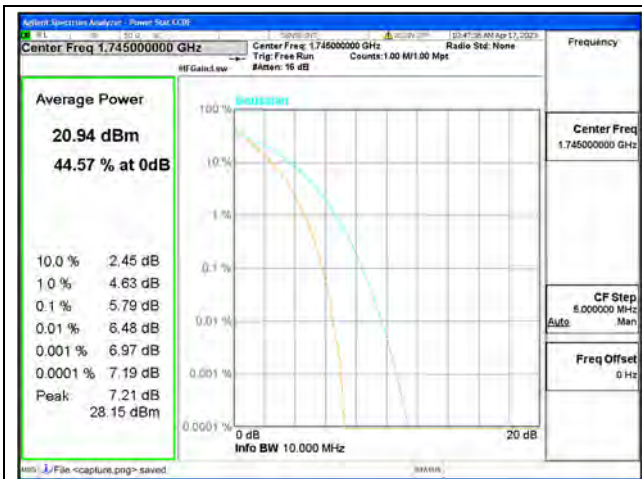 Agilent Spectrum Analyzer - Power Stat CCDF
Center Freq 1.745000000 GHz
Center Freq: 1.745000000 GHz
Trig: Free Run
Counts:1.00 M/1.00 Mpt
#IFGain:Low
#Atten: 16 dB
10:47:36 AM Apr 17, 2023
Radio Std: None
Frequency
Average Power
20.94 dBm
44.57 % at 0dB
10.0 % 2.45 dB
1.0 % 4.63 dB
0.1 % 5.79 dB
0.01 % 6.48 dB
0.001 % 6.97 dB
0.0001 % 7.19 dB
Peak 7.21 dB
28.15 dBm
Gaussian
100 %
10 %
1 %
0.1 %
0.01 %
0.001 %
0.0001 %
0 dB
20 dB
Info BW 10.000 MHz
Center Freq
1.745000000 GHz
CF Step
5.000000 MHz
Auto Man
Freq Offset
0 Hz
MSG File <capture.png> saved
STATUS